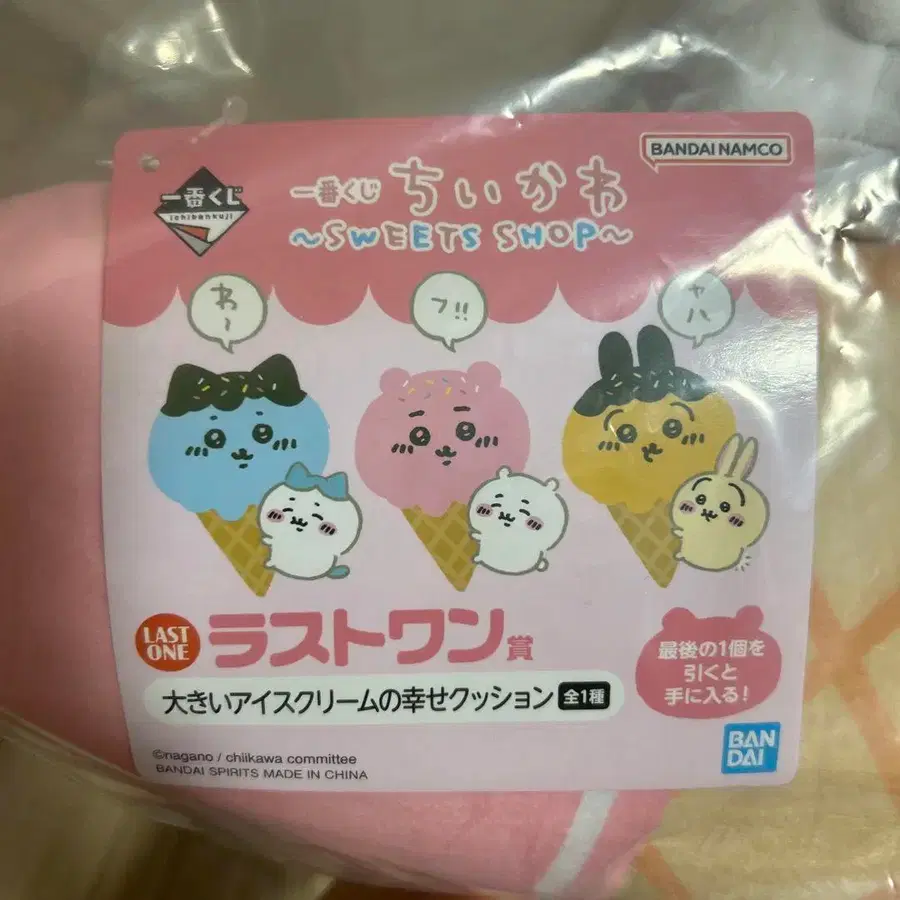 一番くじ
ichibankuji
BANDAI NAMCO
一番くじ ちいかわ
～SWEETS SHOP～
わ～
フ!!
ヤハ
LAST ONE
ラストワン賞
大きいアイスクリームの幸せクッション 全1種
最後の1個を
引くと
手に入る!
©nagano / chiikawa committee
BANDAI SPIRITS MADE IN CHINA
BAN
DAI